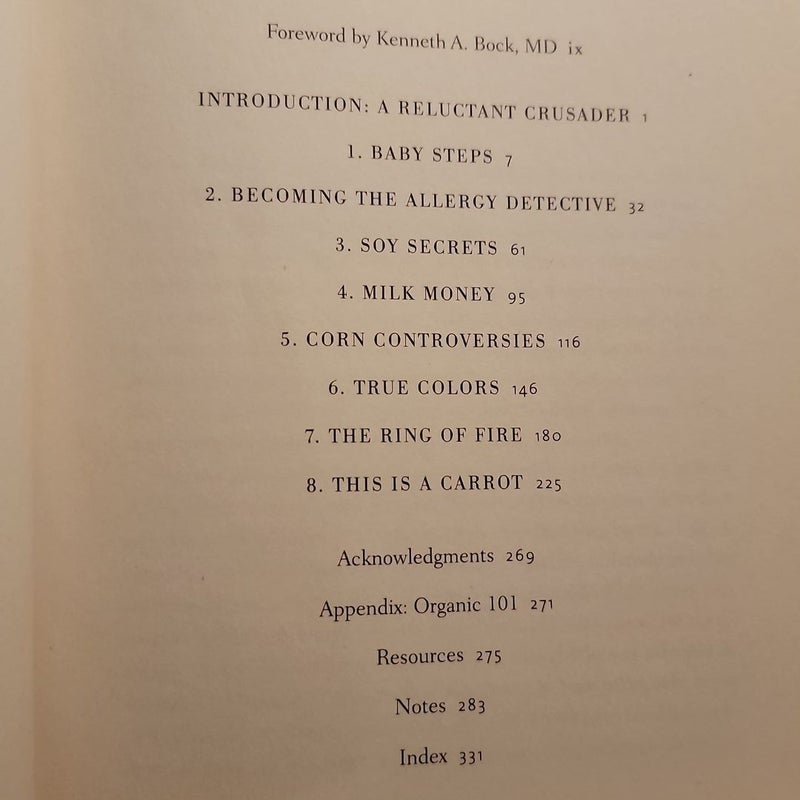 Foreword by Kenneth A. Bock, MD ix
INTRODUCTION: A RELUCTANT CRUSADER 1
1. BABY STEPS 7
2. BECOMING THE ALLERGY DETECTIVE 32
3. SOY SECRETS 61
4. MILK MONEY 95
5. CORN CONTROVERSIES 116
6. TRUE COLORS 146
7. THE RING OF FIRE 180
8. THIS IS A CARROT 225
Acknowledgments 269
Appendix: Organic 101 271
Resources 275
Notes 283
Index 331